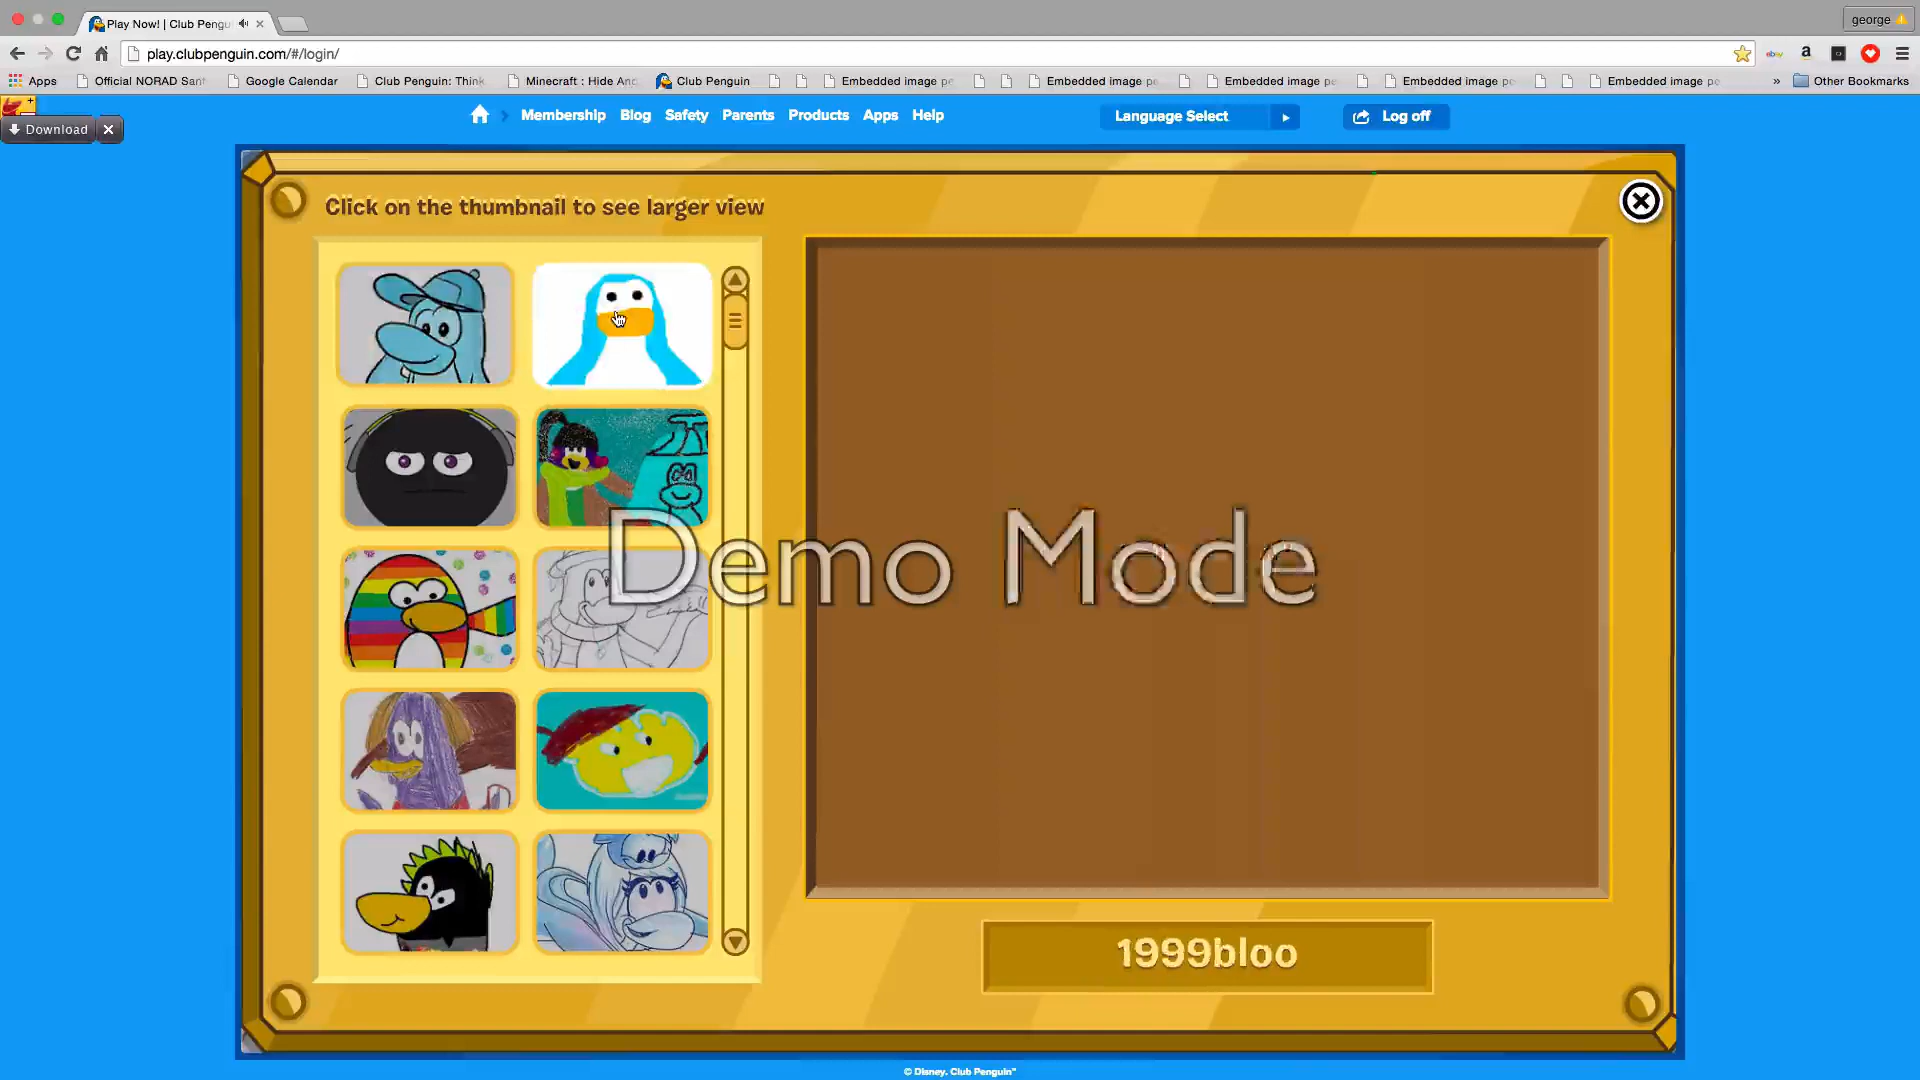 Play Now! | Club Pengu
george
play.clubpenguin.com/#/login/
Apps
Official NORAD Sant
Google Calendar
Club Penguin: Think
Minecraft : Hide And
Club Penguin
Embedded image pe
Embedded image pe
Embedded image pe
Embedded image pe
Embedded image pe
»
Other Bookmarks
Download
Membership Blog Safety Parents Products Apps Help
Language Select
Log off
Click on the thumbnail to see larger view
Demo Mode
1999bloo
© Disney. Club Penguin™